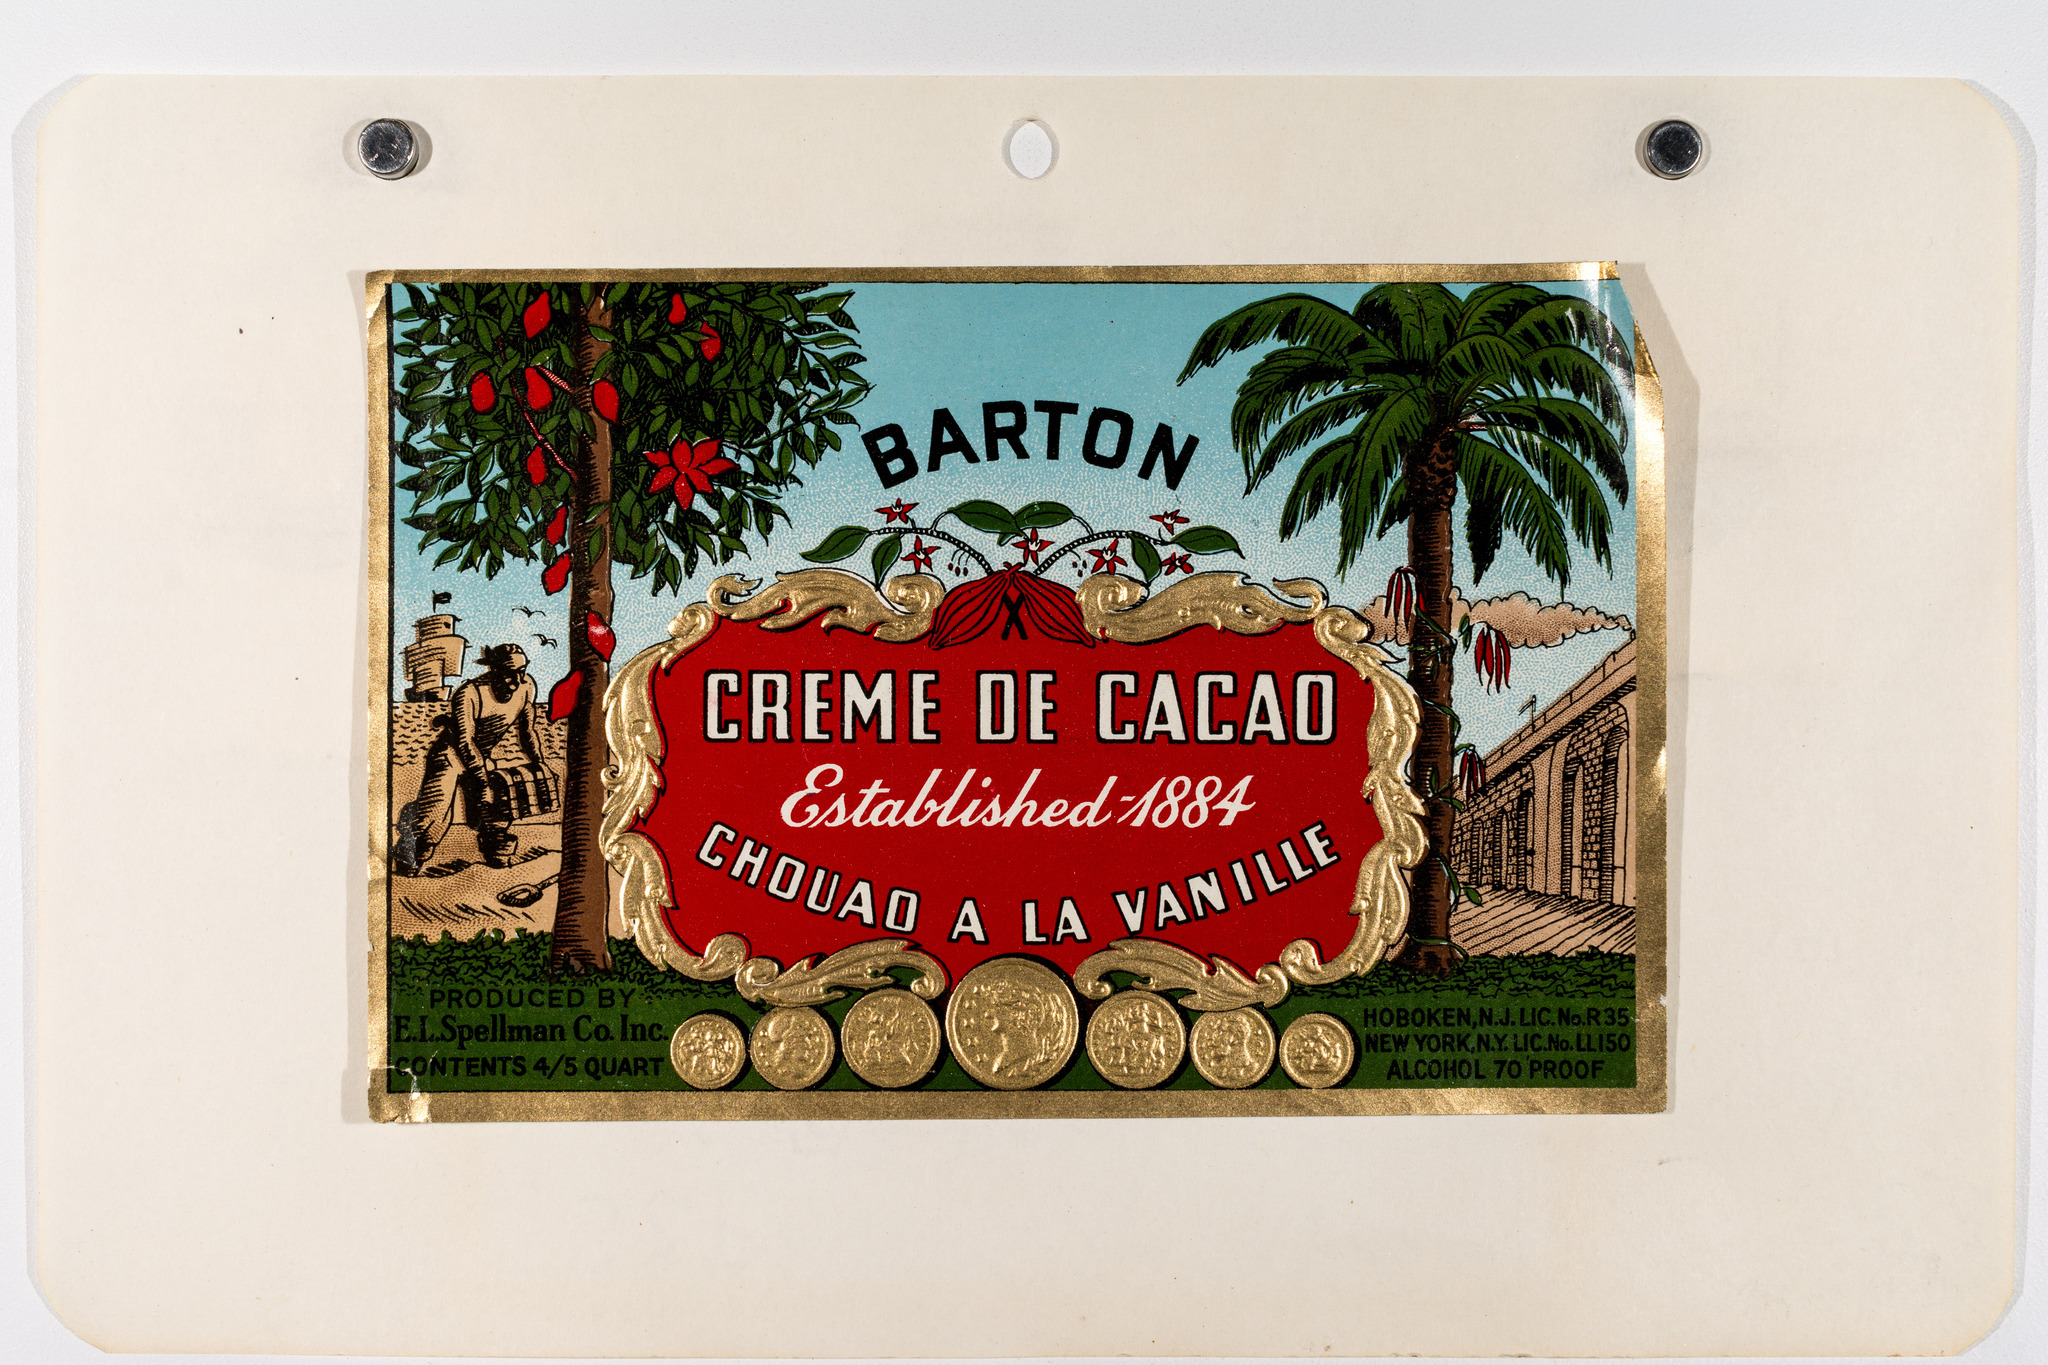 BARTON
CREME DE CACAO
Established-1884
CHOUAO A LA VANILLE
PRODUCED BY
E.L. Spellman Co. Inc.
CONTENTS 4/5 QUART
HOBOKEN, N.J. LIC. No. R 35
NEW YORK, N.Y. LIC. No. LL150
ALCOHOL 70 PROOF